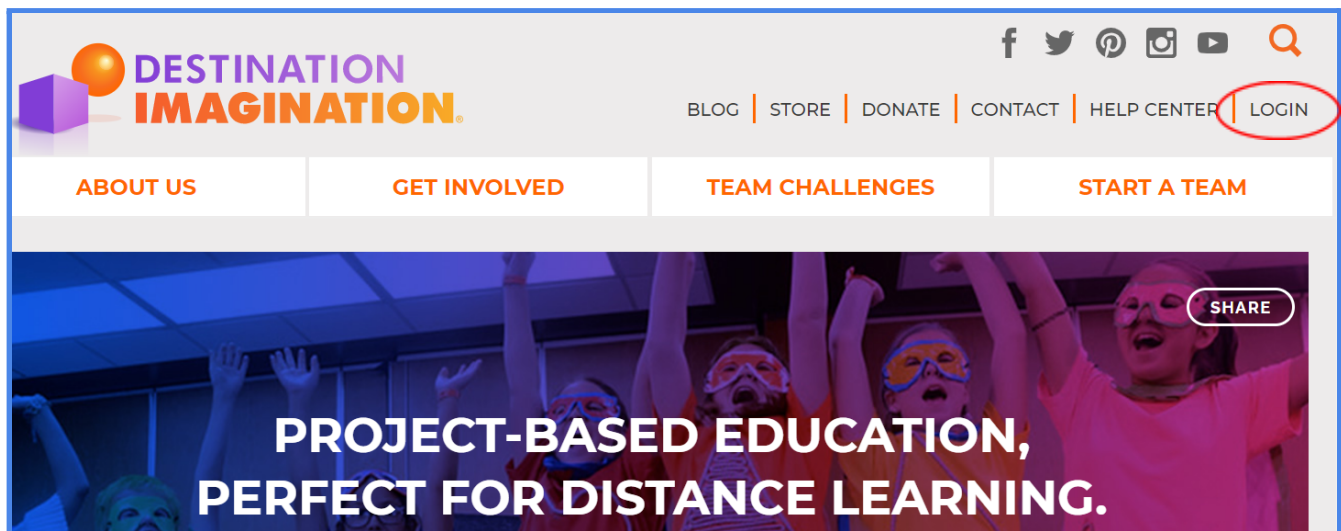 DESTINATION
IMAGINATION.
BLOG STORE DONATE CONTACT HELP CENTER LOGIN
ABOUT US GET INVOLVED TEAM CHALLENGES START A TEAM
SHARE
PROJECT-BASED EDUCATION,
PERFECT FOR DISTANCE LEARNING.